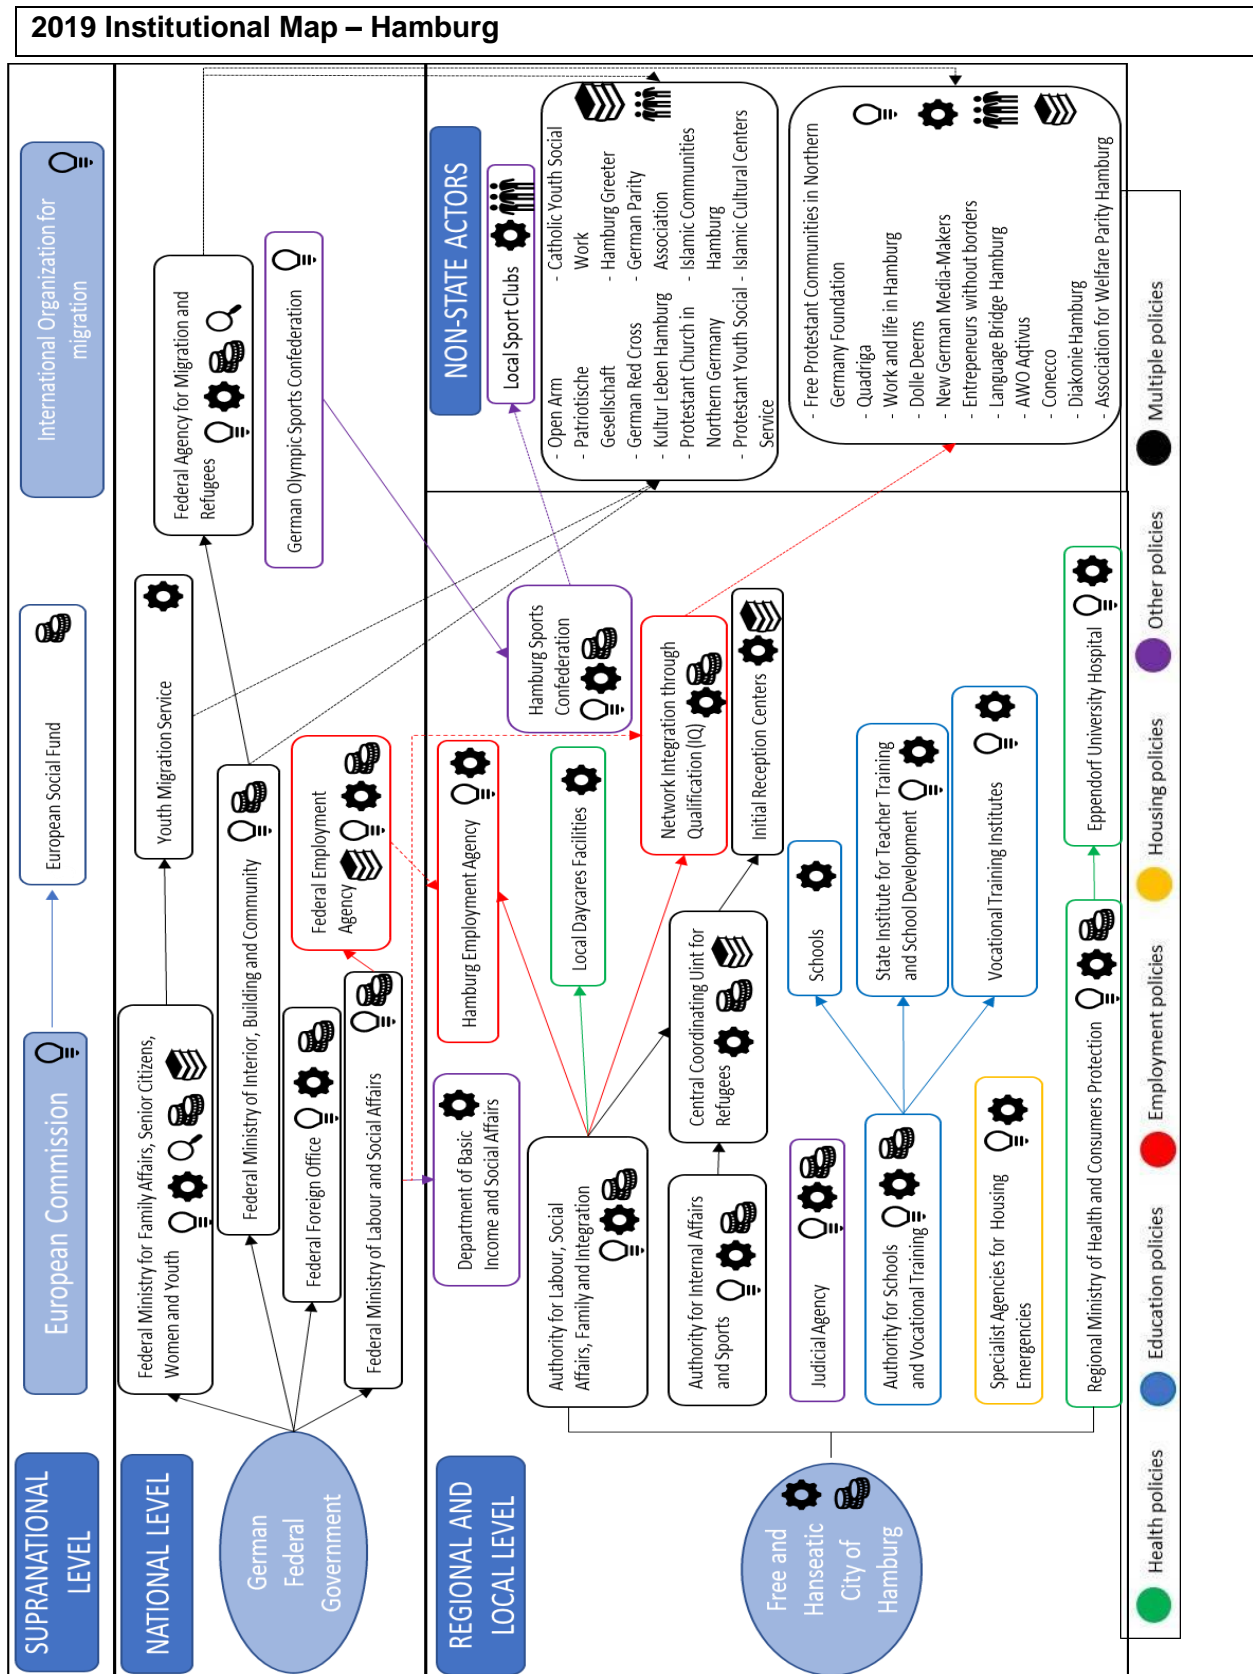 2019 Institutional Map – Hamburg
SUPRANATIONAL
LEVEL
European Commission
European Social Fund
International Organization for
migration
NATIONAL LEVEL
German
Federal
Government
Federal Ministry for Family Affairs, Senior Citizens,
Women and Youth
Youth Migration Service
Federal Ministry of Interior, Building and Community
Federal Agency for Migration and
Refugees
Federal Foreign Office
German Olympic Sports Confederation
Federal Ministry of Labour and Social Affairs
Federal Employment
Agency
REGIONAL AND
LOCAL LEVEL
Free and
Hanseatic
City of
Hamburg
Department of Basic
Income and Social Affairs
Hamburg Employment Agency
Hamburg Sports
Confederation
Authority for Labour, Social
Affairs, Family and Integration
Local Daycares Facilities
Network Integration through
Qualification (IQ)
Authority for Internal Affairs
and Sports
Central Coordinating Uint for
Refugees
Initial Reception Centers
Judicial Agency
Schools
Authority for Schools
and Vocational Training
State Institute for Teacher Training
and School Development
Vocational Training Institutes
Specialist Agencies for Housing
Emergencies
Regional Ministry of Health and Consumers Protection
Eppendorf University Hospital
NON-STATE ACTORS
Local Sport Clubs
- Open Arm
- Patriotische
Gesellschaft
- German Red Cross
- Kultur Leben Hamburg
- Protestant Church in
Northern Germany
- Protestant Youth Social
Service
- Catholic Youth Social
Work
- Hamburg Greeter
- German Parity
Association
- Islamic Communities
Hamburg
- Islamic Cultural Centers
- Free Protestant Communities in Northern
Germany Foundation
- Quadriga
- Work and life in Hamburg
- Dolle Deerns
- New German Media-Makers
- Entrepeneurs without borders
- Language Bridge Hamburg
- AWO Aqtivus
- Conecco
- Diakonie Hamburg
- Association for Welfare Parity Hamburg
Health policies
Education policies
Employment policies
Housing policies
Other policies
Multiple policies